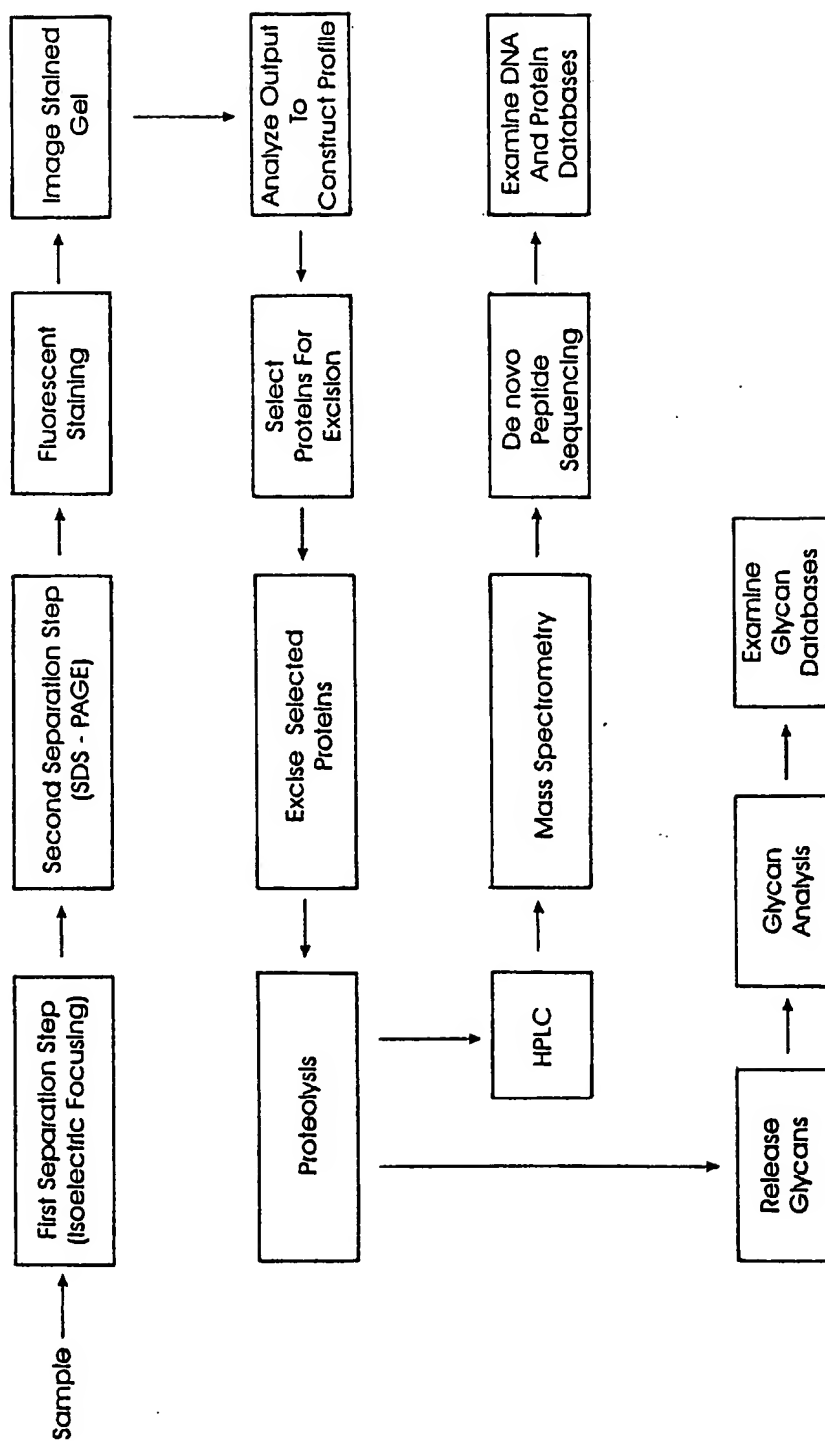 Sample
First Separation Step
(Isoelectric Focusing)
Second Separation Step
(SDS - PAGE)
Fluorescent
Staining
Image Stained
Gel
Analyze Output
To
Construct Profile
Select
Proteins For
Excision
Excise Selected
Proteins
Proteolysis
HPLC
Mass Spectrometry
De novo
Peptide
Sequencing
Examine DNA
And Protein
Databases
Release
Glycans
Glycan
Analysis
Examine
Glycan
Databases